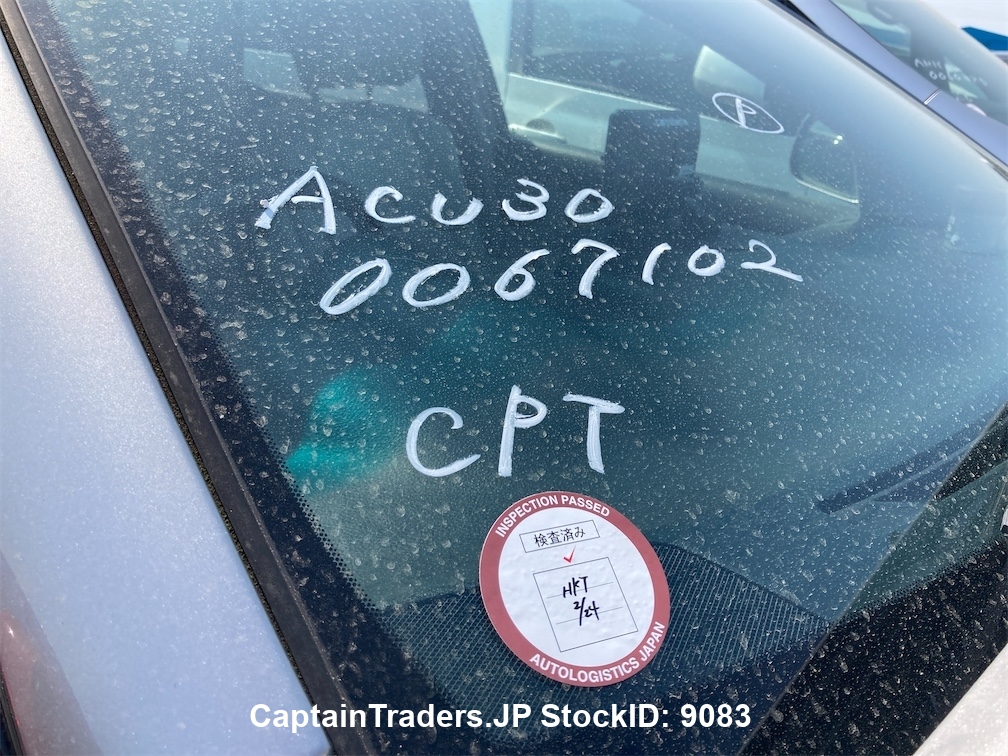 P
ACU30
0067102
CPT
INSPECTION PASSED
検査済み
HKT
2/24
AUTOLOGISTICS JAPAN
CaptainTraders.JP StockID: 9083